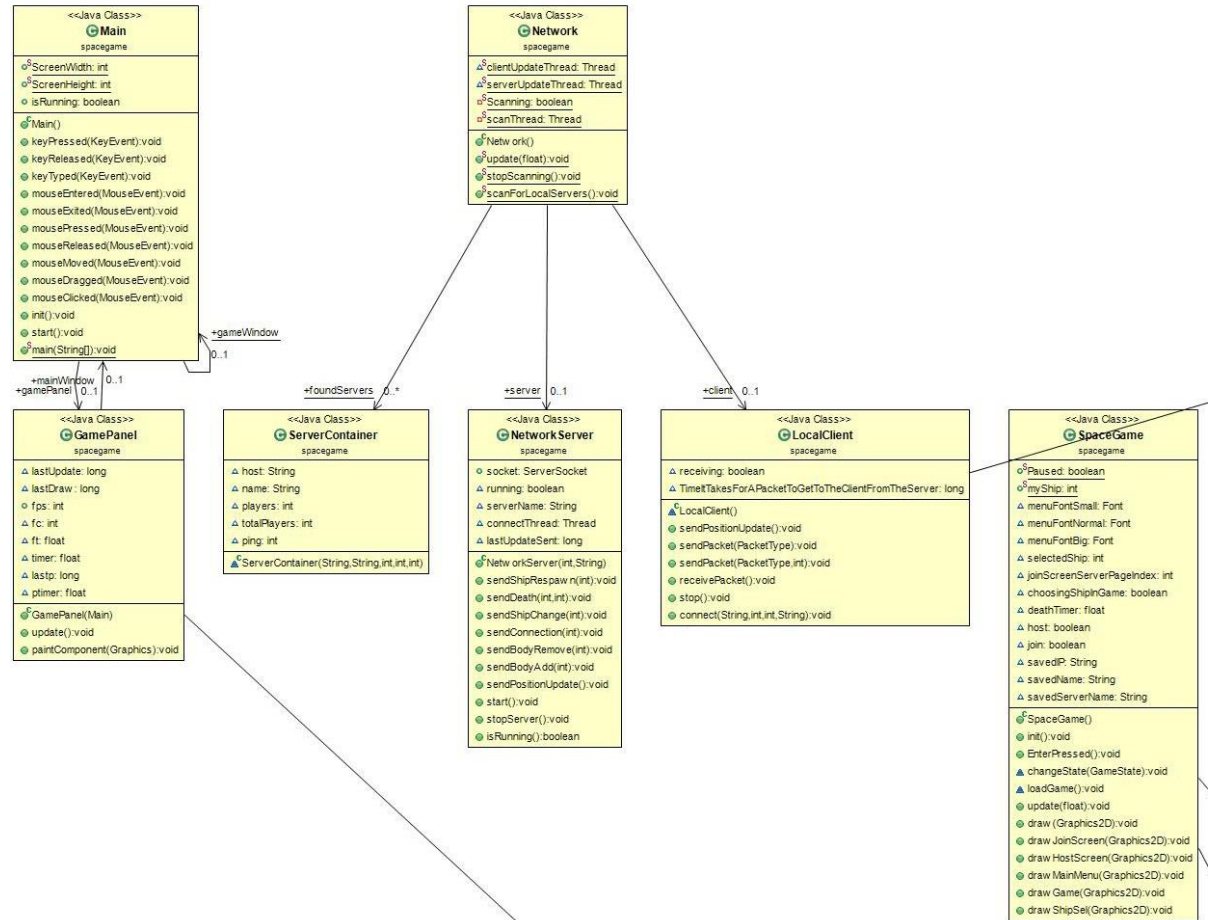 <<Java Class>>
Main
spacegame
ScreenWidth: int
ScreenHeight: int
isRunning: boolean
Main()
keyPressed(KeyEvent):void
keyReleased(KeyEvent):void
keyTyped(KeyEvent):void
mouseEntered(MouseEvent):void
mouseExited(MouseEvent):void
mousePressed(MouseEvent):void
mouseReleased(MouseEvent):void
mouseMoved(MouseEvent):void
mouseDragged(MouseEvent):void
mouseClicked(MouseEvent):void
init():void
start():void
main(String[]):void
+gameWindow
0..1
+mainWindow 0..1
+gamePanel 0..1
<<Java Class>>
Network
spacegame
clientUpdateThread: Thread
serverUpdateThread: Thread
Scanning: boolean
scanThread: Thread
Network()
update(float):void
stopScanning():void
scanForLocalServers():void
+foundServers 0..*
+server 0..1
+client 0..1
<<Java Class>>
GamePanel
spacegame
lastUpdate: long
lastDraw: long
fps: int
fc: int
ft: float
timer: float
lastp: long
ptimer: float
GamePanel(Main)
update():void
paintComponent(Graphics):void
<<Java Class>>
ServerContainer
spacegame
host: String
name: String
players: int
totalPlayers: int
ping: int
ServerContainer(String,String,int,int,int)
<<Java Class>>
NetworkServer
spacegame
socket: ServerSocket
running: boolean
serverName: String
connectThread: Thread
lastUpdateSent: long
NetworkServer(int,String)
sendShipRespawn(int):void
sendDeath(int,int):void
sendShipChange(int):void
sendConnection(int):void
sendBodyRemove(int):void
sendBodyAdd(int):void
sendPositionUpdate():void
start():void
stopServer():void
isRunning():boolean
<<Java Class>>
LocalClient
spacegame
receiving: boolean
TimeItTakesForAPacketToGetToTheClientFromTheServer: long
LocalClient()
sendPositionUpdate():void
sendPacket(PacketType):void
sendPacket(PacketType,int):void
receivePacket():void
stop():void
connect(String,int,int,String):void
<<Java Class>>
SpaceGame
spacegame
Paused: boolean
myShip: int
menuFontSmall: Font
menuFontNormal: Font
menuFontBig: Font
selectedShip: int
joinScreenServerPageIndex: int
choosingShipInGame: boolean
deathTimer: float
host: boolean
join: boolean
savedIP: String
savedName: String
savedServerName: String
SpaceGame()
init():void
EnterPressed():void
changeState(GameState):void
loadGame():void
update(float):void
draw(Graphics2D):void
drawJoinScreen(Graphics2D):void
drawHostScreen(Graphics2D):void
drawMainMenu(Graphics2D):void
drawGame(Graphics2D):void
drawShipSel(Graphics2D):void